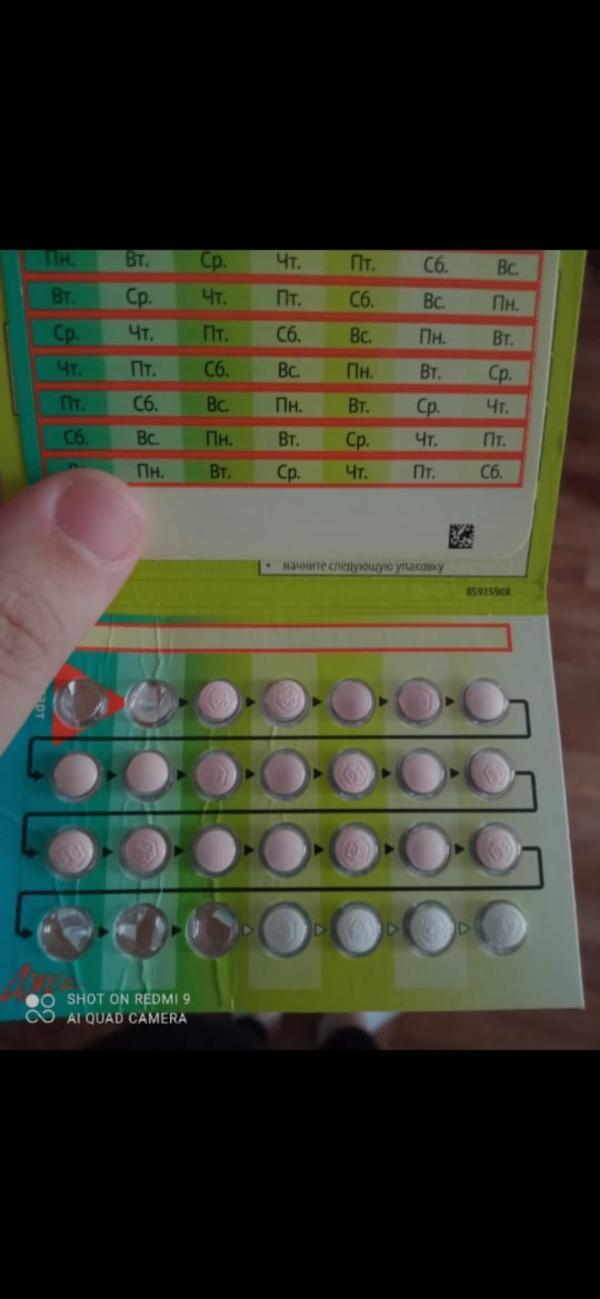 Пн. Вт. Ср. Чт. Пт. Сб. Вс.
Вт. Ср. Чт. Пт. Сб. Вс. Пн.
Ср. Чт. Пт. Сб. Вс. Пн. Вт.
Чт. Пт. Сб. Вс. Пн. Вт. Ср.
Пт. Сб. Вс. Пн. Вт. Ср. Чт.
Сб. Вс. Пн. Вт. Ср. Чт. Пт.
Пн. Вт. Ср. Чт. Пт. Сб.
• начните следующую упаковку
85915908
SHOT ON REDMI 9
AI QUAD CAMERA